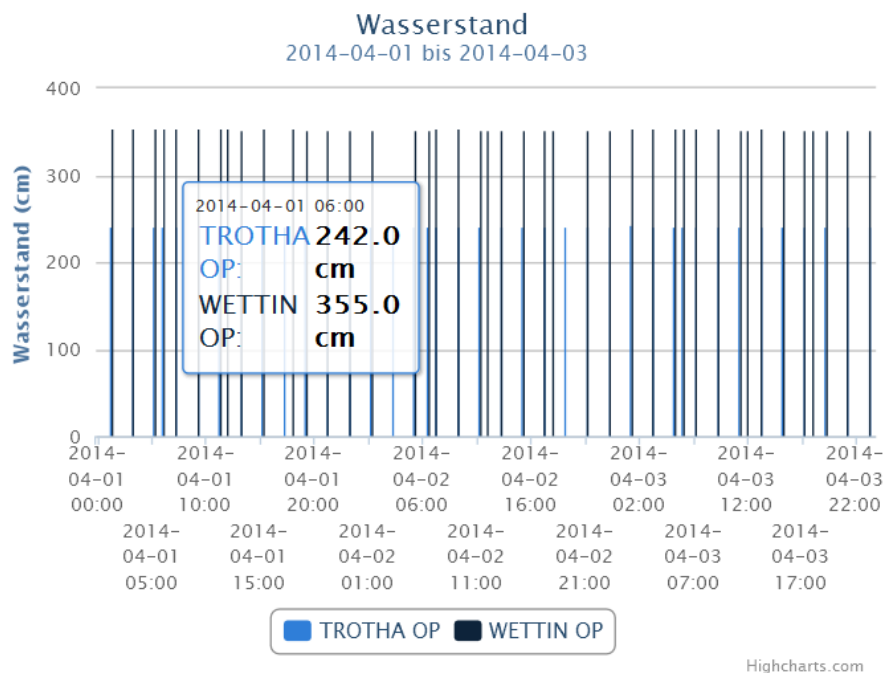 Wasserstand
2014-04-01 bis 2014-04-03
Wasserstand (cm)
400
300
200
100
0
2014-04-01 06:00
TROTHA 242.0
OP: cm
WETTIN 355.0
OP: cm
2014- 2014- 2014- 2014- 2014- 2014- 2014- 2014-
04-01 04-01 04-01 04-02 04-02 04-03 04-03 04-03
00:00 10:00 20:00 06:00 16:00 02:00 12:00 22:00
2014- 2014- 2014- 2014- 2014- 2014- 2014-
04-01 04-01 04-02 04-02 04-02 04-03 04-03
05:00 15:00 01:00 11:00 21:00 07:00 17:00
TROTHA OP WETTIN OP
Highcharts.com